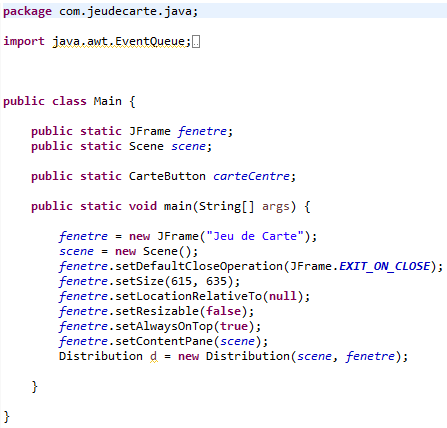 package com.jeudecarte.java;
import java.awt.EventQueue;
public class Main {
public static JFrame fenetre;
public static Scene scene;
public static CarteButton carteCentre;
public static void main(String[] args) {
fenetre = new JFrame("Jeu de Carte");
scene = new Scene();
fenetre.setDefaultCloseOperation(JFrame.EXIT_ON_CLOSE);
fenetre.setSize(615, 635);
fenetre.setLocationRelativeTo(null);
fenetre.setResizable(false);
fenetre.setAlwaysOnTop(true);
fenetre.setContentPane(scene);
Distribution d = new Distribution(scene, fenetre);
}
}